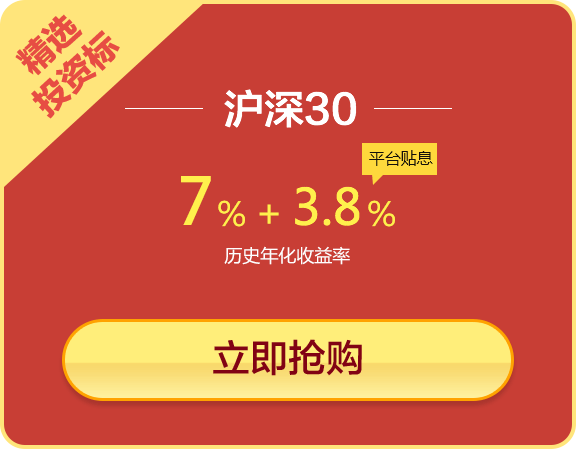 精选
投资标
沪深30
平台贴息
7% + 3.8%
历史年化收益率
立即抢购